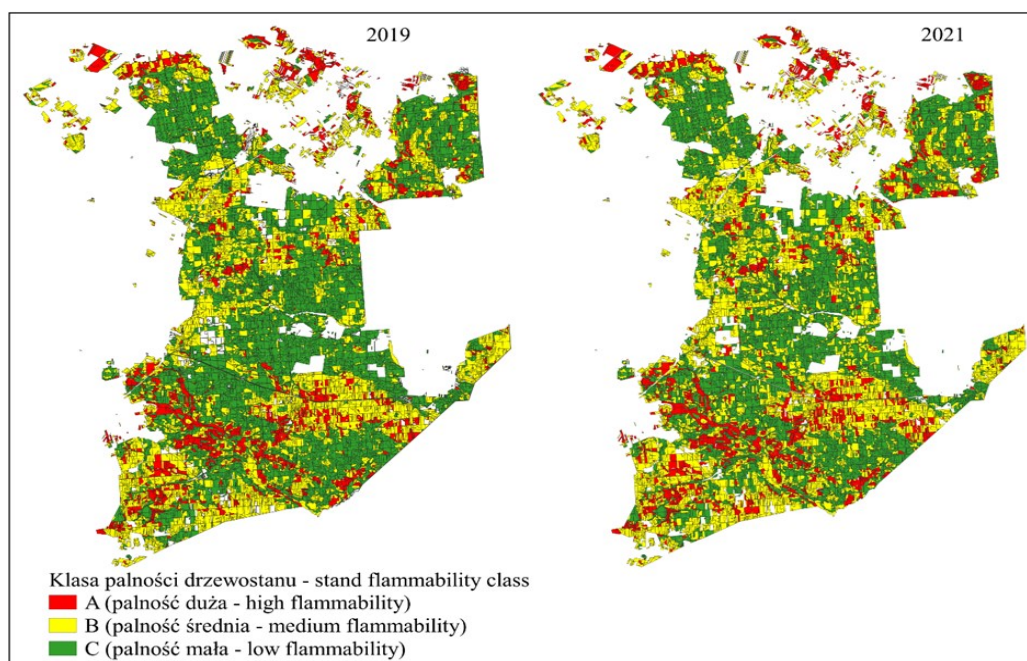 2019
2021
Klasa palności drzewostanu - stand flammability class
A (palność duża - high flammability)
B (palność średnia - medium flammability)
C (palność mała - low flammability)